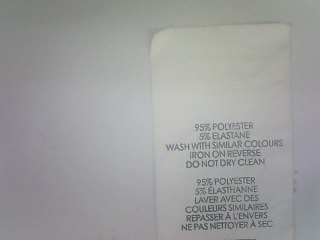 95% POLYESTER
5% ELASTANE
WASH WITH SIMILAR COLOURS
IRON ON REVERSE
DO NOT DRY CLEAN
95% POLYESTER
5% ÉLASTHANNE
LAVER AVEC DES
COULEURS SIMILAIRES
REPASSER À L'ENVERS
NE PAS NETTOYER À SEC